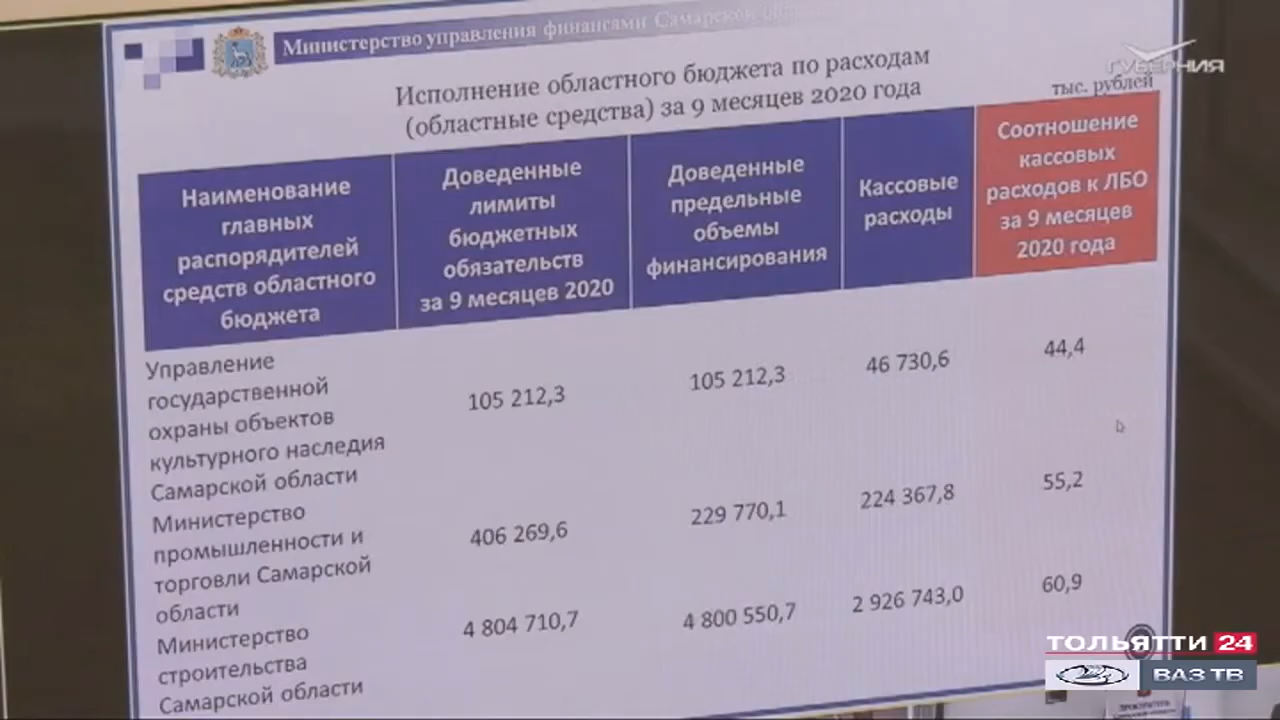 Министерство управления финансами Самарской
ГУБЕРНИЯ
Исполнение областного бюджета по расходам
(областные средства) за 9 месяцев 2020 года
тыс. рублей
Наименование
главных
распорядителей
средств областного
бюджета
Доведенные
лимиты
бюджетных
обязательств
за 9 месяцев 2020
Доведенные
предельные
объемы
финансирования
Кассовые
расходы
Соотношение
кассовых
расходов к ЛБО
за 9 месяцев
2020 года
Управление
государственной
охраны объектов
культурного наследия
Самарской области
105 212,3
105 212,3
46 730,6
44,4
Министерство
промышленности и
торговли Самарской
области
406 269,6
229 770,1
224 367,8
55,2
Министерство
строительства
Самарской области
4 804 710,7
4 800 550,7
2 926 743,0
60,9
ТОЛЬЯТТИ 24
ВАЗ ТВ
ПРОКУРАТУРА